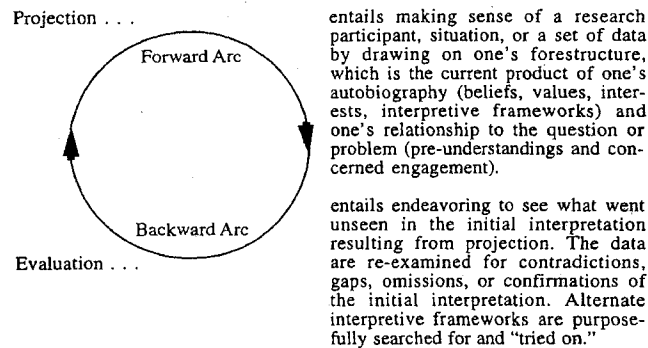 Projection . . .
Forward Arc
entails making sense of a research
participant, situation, or a set of data
by drawing on one's forestructure,
which is the current product of one's
autobiography (beliefs, values, inter-
ests, interpretive frameworks) and
one's relationship to the question or
problem (pre-understandings and con-
cerned engagement).
Backward Arc
Evaluation . . .
entails endeavoring to see what went
unseen in the initial interpretation
resulting from projection. The data
are re-examined for contradictions,
gaps, omissions, or confirmations of
the initial interpretation. Alternate
interpretive frameworks are purpose-
fully searched for and “tried on.”